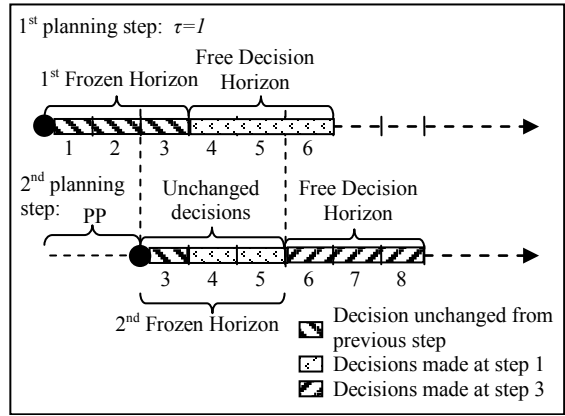 1st planning step: τ=1
Free Decision
Horizon
1st Frozen Horizon
1 2 3 4 5 6
2nd planning
step:
PP
Unchanged
decisions
Free Decision
Horizon
3 4 5 6 7 8
2nd Frozen Horizon
Decision unchanged from
previous step
Decisions made at step 1
Decisions made at step 3